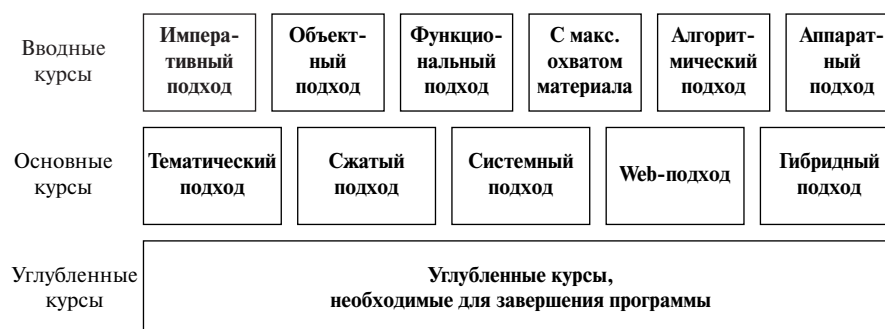 Вводные
курсы
Импера-
тивный
подход
Объект-
ный
подход
Функцио-
нальный
подход
С макс.
охватом
материала
Алгорит-
мический
подход
Аппарат-
ный
подход
Основные
курсы
Тематический
подход
Сжатый
подход
Системный
подход
Web-подход
Гибридный
подход
Углубленные
курсы
Углубленные курсы,
необходимые для завершения программы